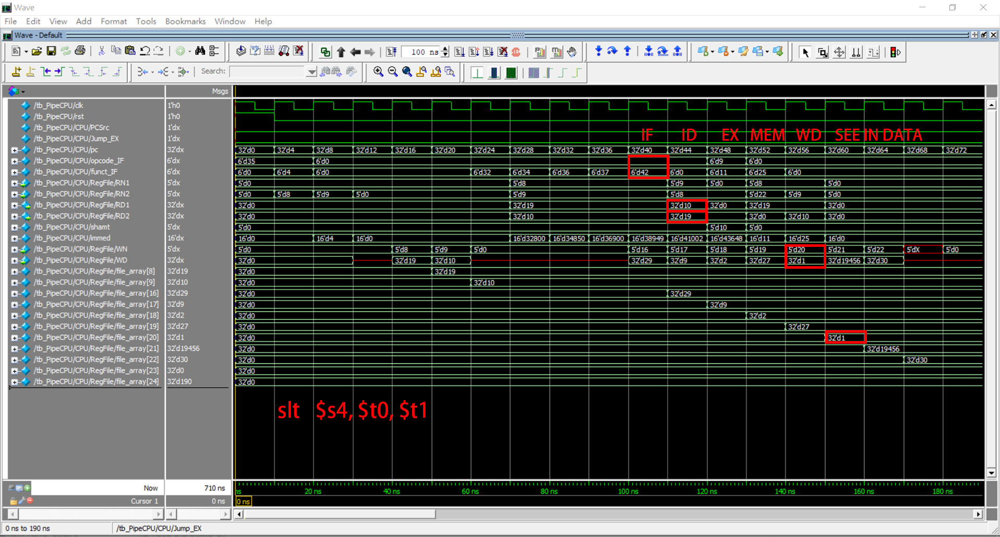 Wave
File Edit View Add Format Tools Bookmarks Window Help
Wave - Default
100 ns
Search:
Msgs
/tb_PipeCPU/clk 1'h0
/tb_PipeCPU/rst 1'h0
/tb_PipeCPU/CPU/PCSrc 1'dx
IF ID EX MEM WD SEE IN DATA
/tb_PipeCPU/CPU/Jump_EX 1'dx
/tb_PipeCPU/CPU/pc 32'dx 32'd0 32'd4 32'd8 32'd12 32'd16 32'd20 32'd24 32'd28 32'd32 32'd36 32'd40 32'd44 32'd48 32'd52 32'd56 32'd60 32'd64 32'd68 32'd72
/tb_PipeCPU/CPU/opcode_IF 6'dx 6'd35 6'd0 6'd9 6'd0
/tb_PipeCPU/CPU/funct_IF 6'dx 6'd0 6'd4 6'd0 6'd32 6'd34 6'd36 6'd37 6'd42 6'd0 6'd11 6'd25 6'd0
/tb_PipeCPU/CPU/RegFile/RN1 5'dx 5'd0 5'd8 5'd9 5'd0 5'd8 5'd0
/tb_PipeCPU/CPU/RegFile/RN2 5'dx 5'd0 5'd8 5'd9 5'd0 5'd9 5'd8 5'd22 5'd9 5'd0
/tb_PipeCPU/CPU/RegFile/RD1 32'dx 32'd0 32'd19 32'd10 32'd0 32'd19 32'd0
/tb_PipeCPU/CPU/RegFile/RD2 32'dx 32'd0 32'd10 32'd19 32'd0 32'd10 32'd0
/tb_PipeCPU/CPU/shamt 5'dx 5'd0 5'd10 5'd0
/tb_PipeCPU/CPU/immed 16'dx 16'd0 16'd4 16'd0 16'd32800 16'd34850 16'd36900 16'd38949 16'd41002 16'd43648 16'd11 16'd25 16'd0
/tb_PipeCPU/CPU/RegFile/WN 5'dx 5'd0 5'd8 5'd9 5'd0 5'd16 5'd17 5'd18 5'd19 5'd20 5'd21 5'd22 5'dX 5'd0
/tb_PipeCPU/CPU/RegFile/WD 32'dx 32'd0 32'd19 32'd10 32'd29 32'd9 32'd2 32'd27 32'd1 32'd19456 32'd30
/tb_PipeCPU/CPU/RegFile/file_array[8] 32'd19 32'd0 32'd19
/tb_PipeCPU/CPU/RegFile/file_array[9] 32'd10 32'd0 32'd10
/tb_PipeCPU/CPU/RegFile/file_array[16] 32'd29 32'd0 32'd29
/tb_PipeCPU/CPU/RegFile/file_array[17] 32'd9 32'd0 32'd9
/tb_PipeCPU/CPU/RegFile/file_array[18] 32'd2 32'd0 32'd2
/tb_PipeCPU/CPU/RegFile/file_array[19] 32'd27 32'd0 32'd27
/tb_PipeCPU/CPU/RegFile/file_array[20] 32'd1 32'd0 32'd1
/tb_PipeCPU/CPU/RegFile/file_array[21] 32'd19456 32'd0 32'd19456
/tb_PipeCPU/CPU/RegFile/file_array[22] 32'd30 32'd0 32'd30
/tb_PipeCPU/CPU/RegFile/file_array[23] 32'd0 32'd0
/tb_PipeCPU/CPU/RegFile/file_array[24] 32'd190 32'd0
slt $s4, $t0, $t1
Now 710 ns ns 20 ns 40 ns 60 ns 80 ns 100 ns 120 ns 140 ns 160 ns 180 ns
Cursor 1 0 ns 0 ns
0 ns to 190 ns /tb_PipeCPU/CPU/Jump_EX